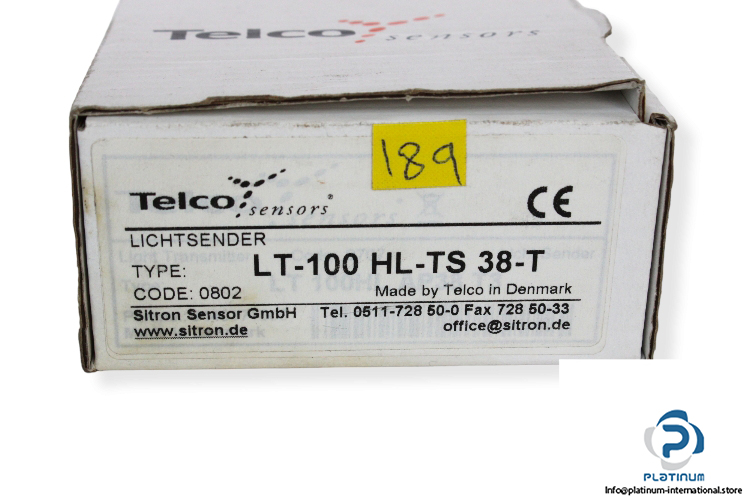 Telco sensors
189
Telco sensors®
CE
LICHTSENDER
TYPE: LT-100 HL-TS 38-T
CODE: 0802 Made by Telco in Denmark
Sitron Sensor GmbH Tel. 0511-728 50-0 Fax 728 50-33
www.sitron.de office@sitron.de
PLATINUM
Info@platinum-international.store